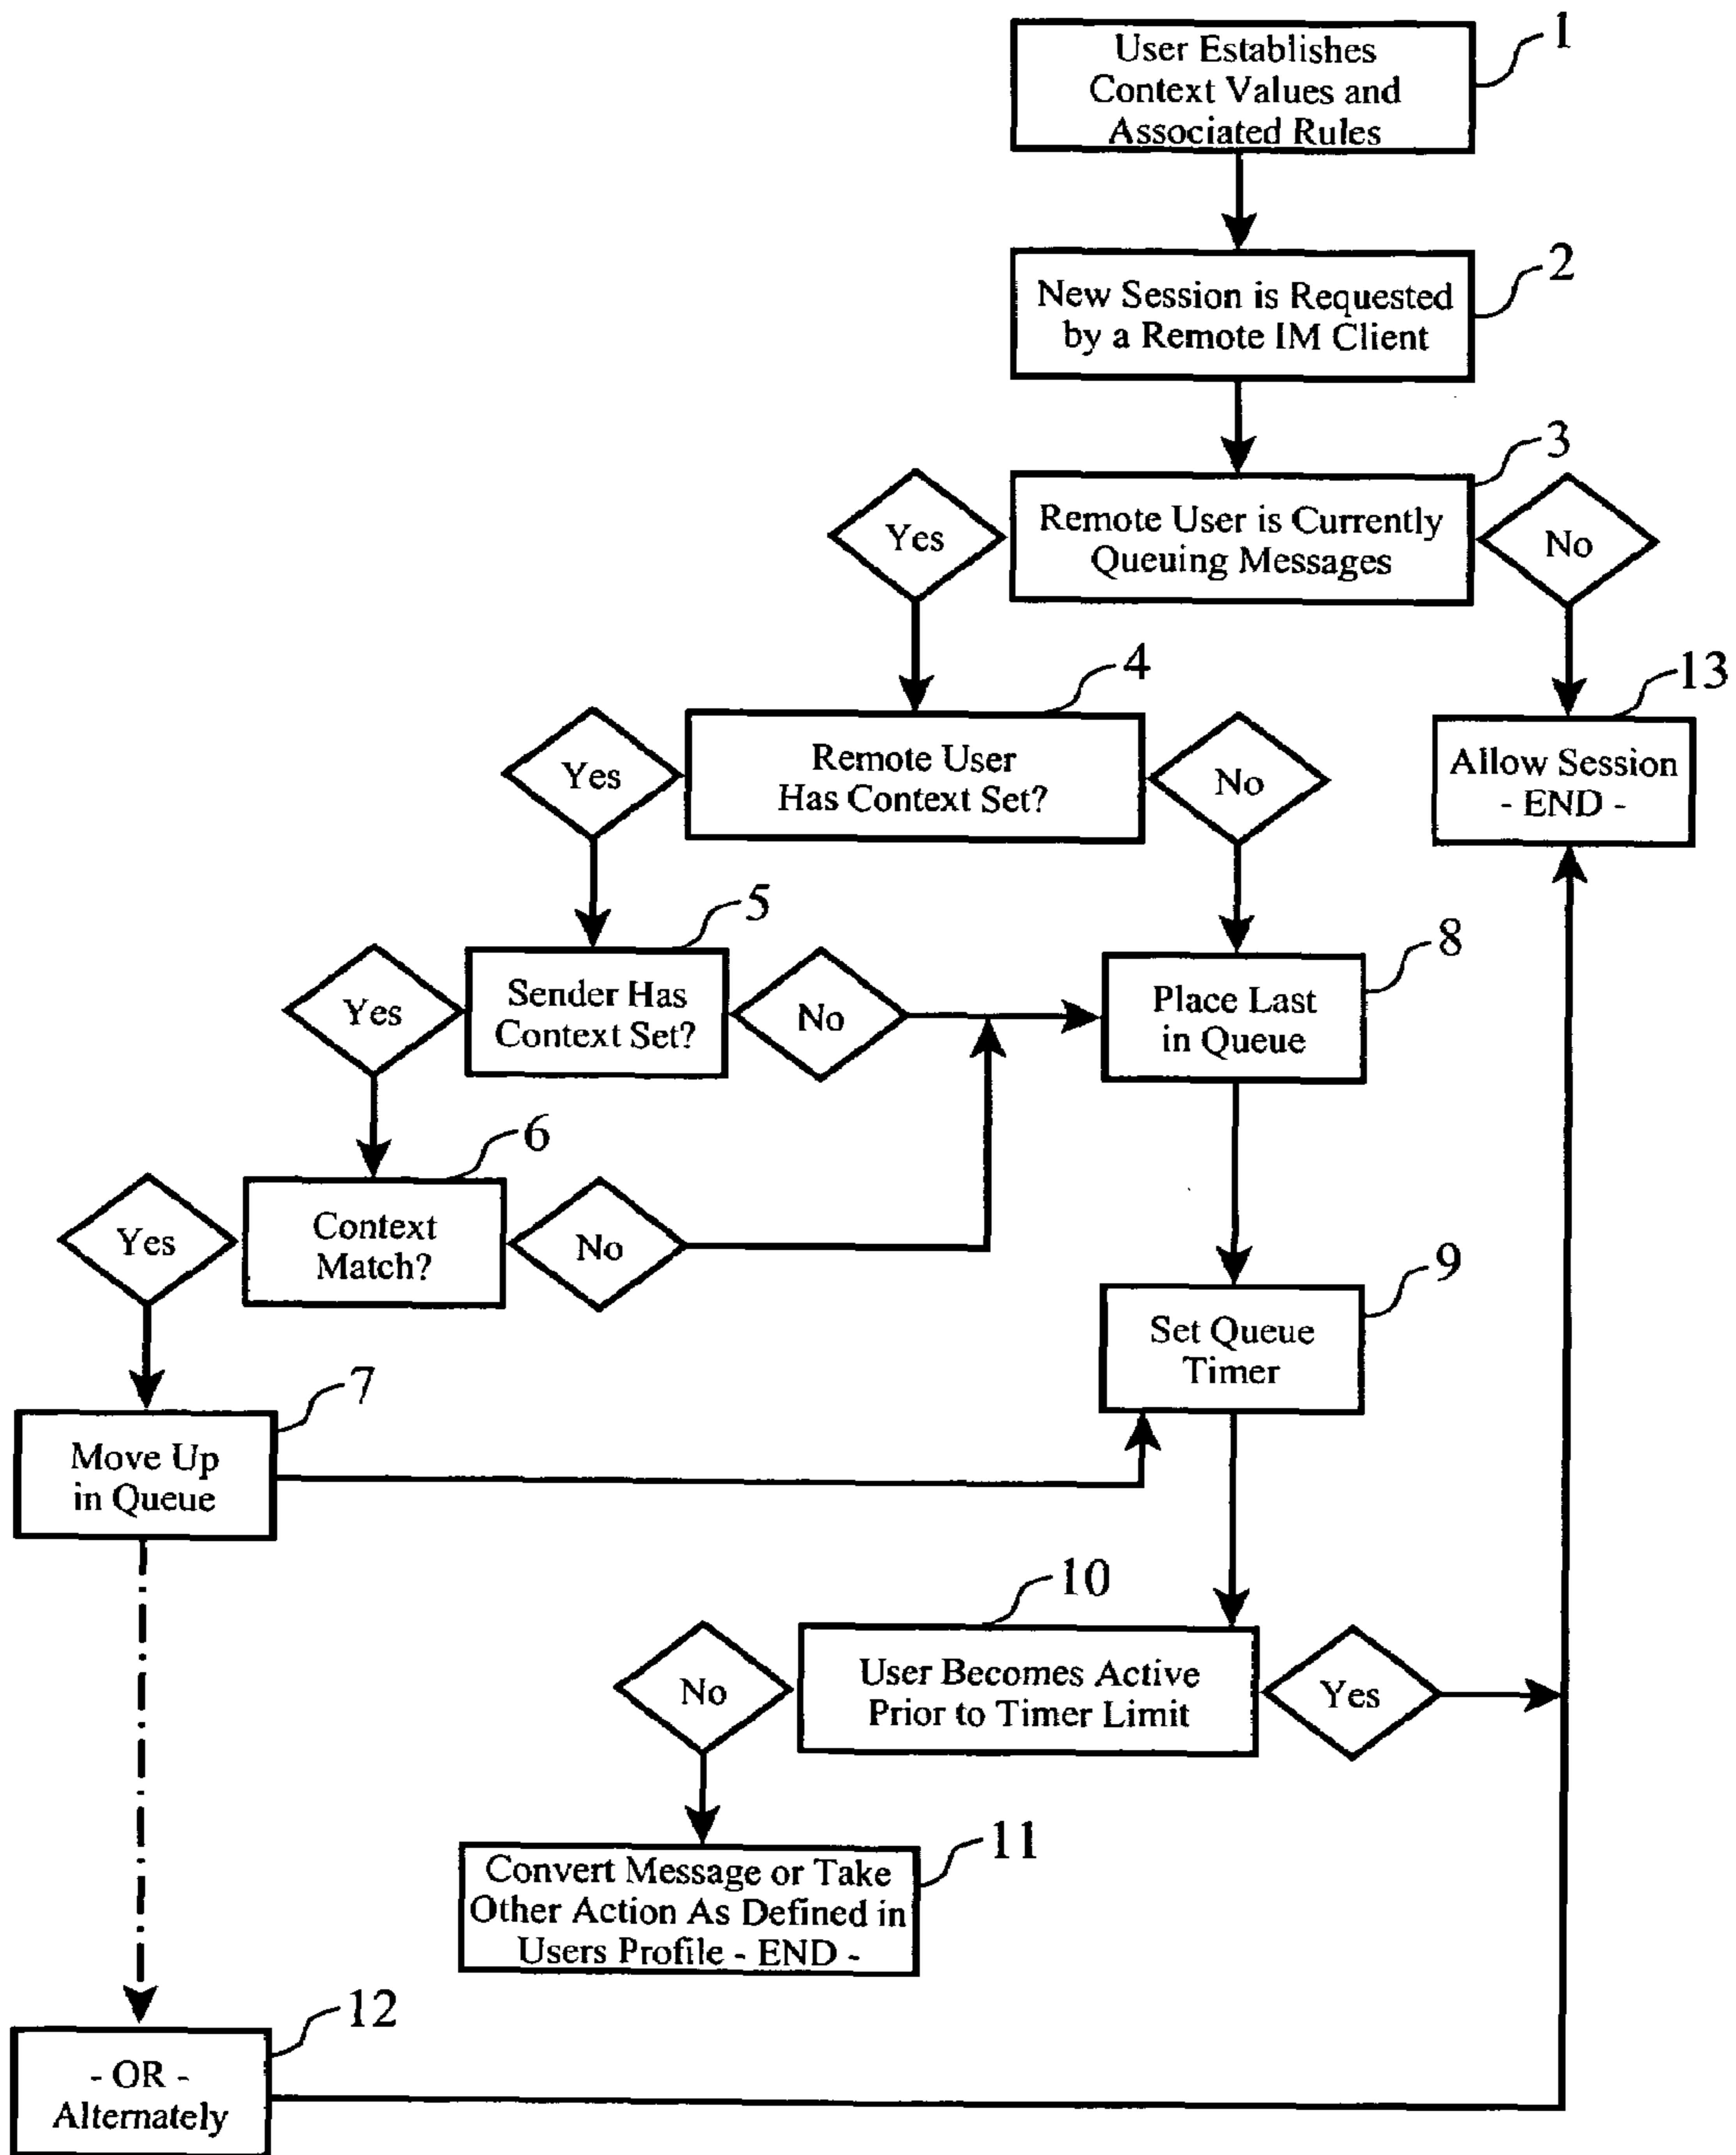 1
User Establishes
Context Values and
Associated Rules
2
New Session is Requested
by a Remote IM Client
3
Yes
Remote User is Currently
Queuing Messages
No
4
13
Yes
Remote User
Has Context Set?
No
Allow Session
- END -
5
8
Yes
Sender Has
Context Set?
No
Place Last
in Queue
6
Yes
Context
Match?
No
9
Set Queue
Timer
7
Move Up
in Queue
10
No
User Becomes Active
Prior to Timer Limit
Yes
11
Convert Message or Take
Other Action As Defined in
Users Profile - END -
12
- OR -
Alternately